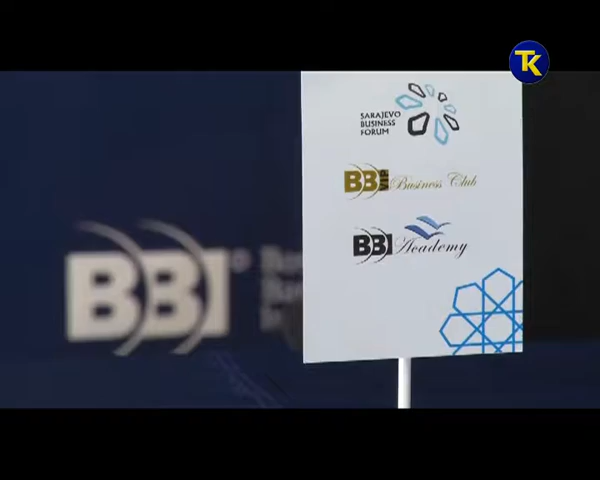 TK
SARAJEVO
BUSINESS
FORUM
BBI VIP Business Club
BBI Academy
BBI